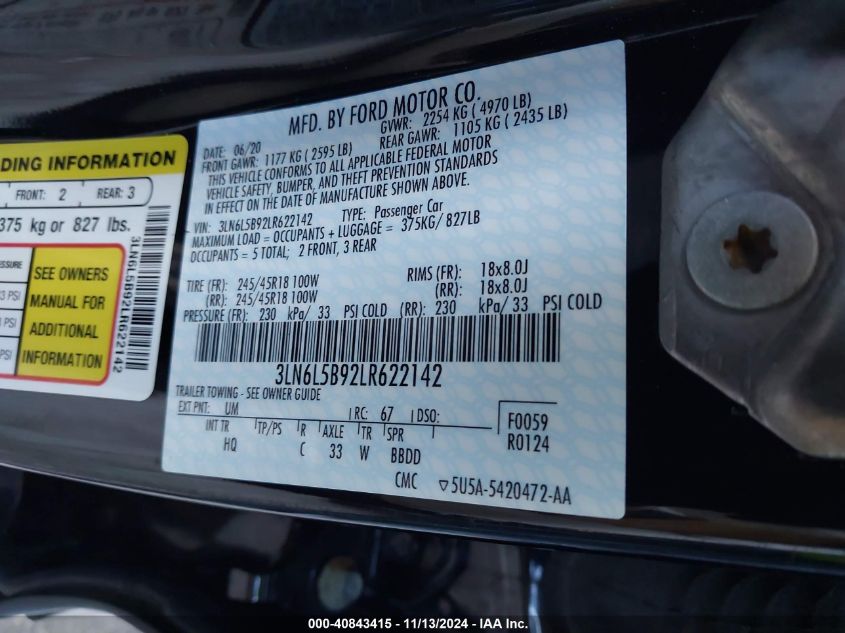 DING INFORMATION
FRONT: 2 REAR: 3
375 kg or 827 lbs.
SEE OWNERS
MANUAL FOR
ADDITIONAL
INFORMATION
PSI
PSI
PSI
3LN6L5B92LR622142
MFD. BY FORD MOTOR CO.
DATE: 06/20 GVWR: 2254 KG ( 4970 LB)
FRONT GAWR: 1177 KG ( 2595 LB) REAR GAWR: 1105 KG ( 2435 LB)
THIS VEHICLE CONFORMS TO ALL APPLICABLE FEDERAL MOTOR
VEHICLE SAFETY, BUMPER, AND THEFT PREVENTION STANDARDS
IN EFFECT ON THE DATE OF MANUFACTURE SHOWN ABOVE.
VIN: 3LN6L5B92LR622142 TYPE: Passenger Car
MAXIMUM LOAD = OCCUPANTS + LUGGAGE = 375KG/ 827LB
OCCUPANTS = 5 TOTAL; 2 FRONT, 3 REAR
TIRE (FR): 245/45R18 100W RIMS (FR): 18x8.0J
(RR): 245/45R18 100W (RR): 18x8.0J
PRESSURE (FR): 230 kPa/ 33 PSI COLD (RR): 230 kPa/ 33 PSI COLD
3LN6L5B92LR622142
TRAILER TOWING - SEE OWNER GUIDE
EXT PNT: UM RC: 67 DSO: F0059
INT TR TP/PS R AXLE TR SPR R0124
HQ C 33 W BBDD
CMC ▽5U5A-5420472-AA
000-40843415 - 11/13/2024 - IAA Inc.